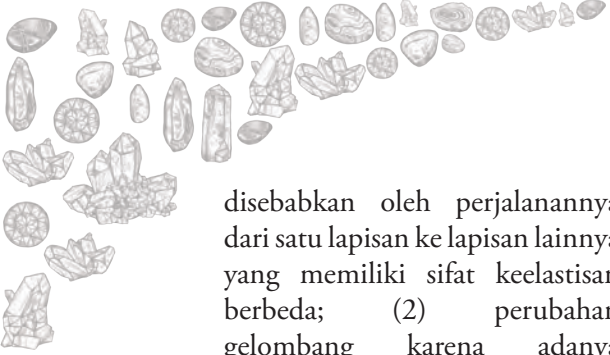 disebabkan oleh perjalanannya
dari satu lapisan ke lapisan lainnya
yang memiliki sifat keelastisan
berbeda; (2) perubahan
gelombang karena adanya